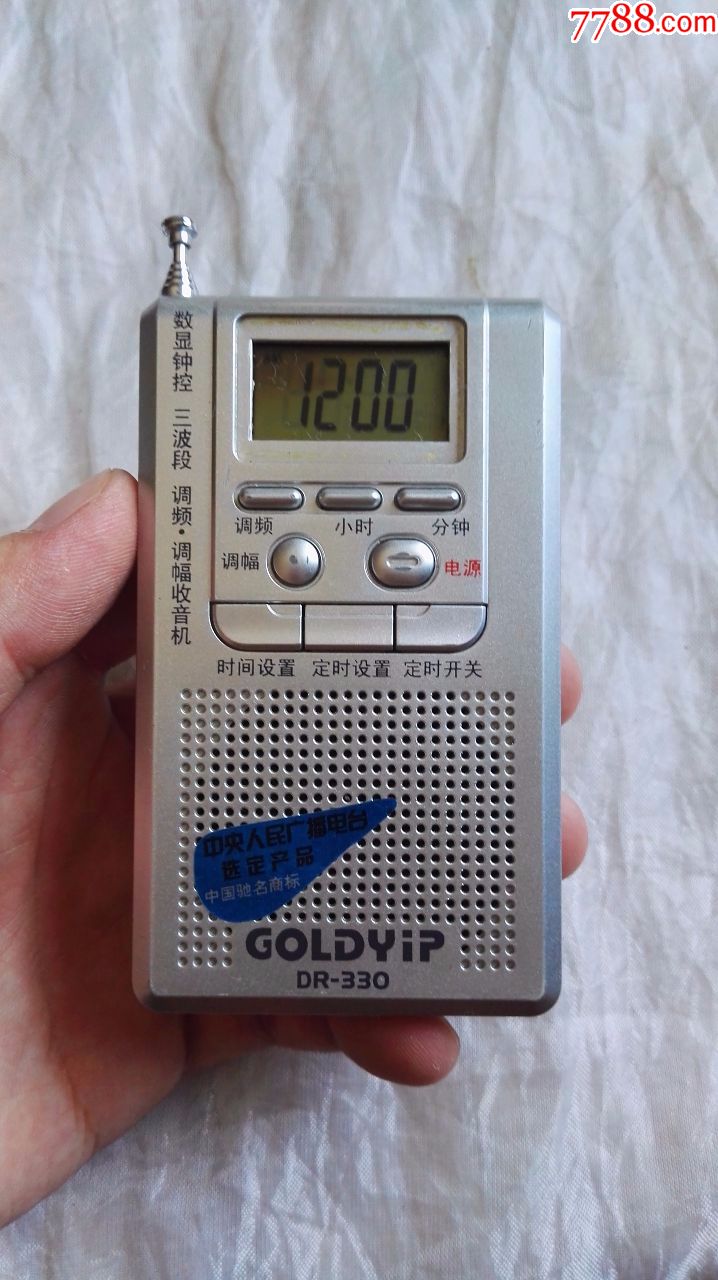 7788.com
数显钟控 三波段 调频·调幅收音机
1200
调频 小时 分钟
调幅 电源
时间设置 定时设置 定时开关
中央人民广播电台
选定产品
中国驰名商标
GOLDYiP
DR-330